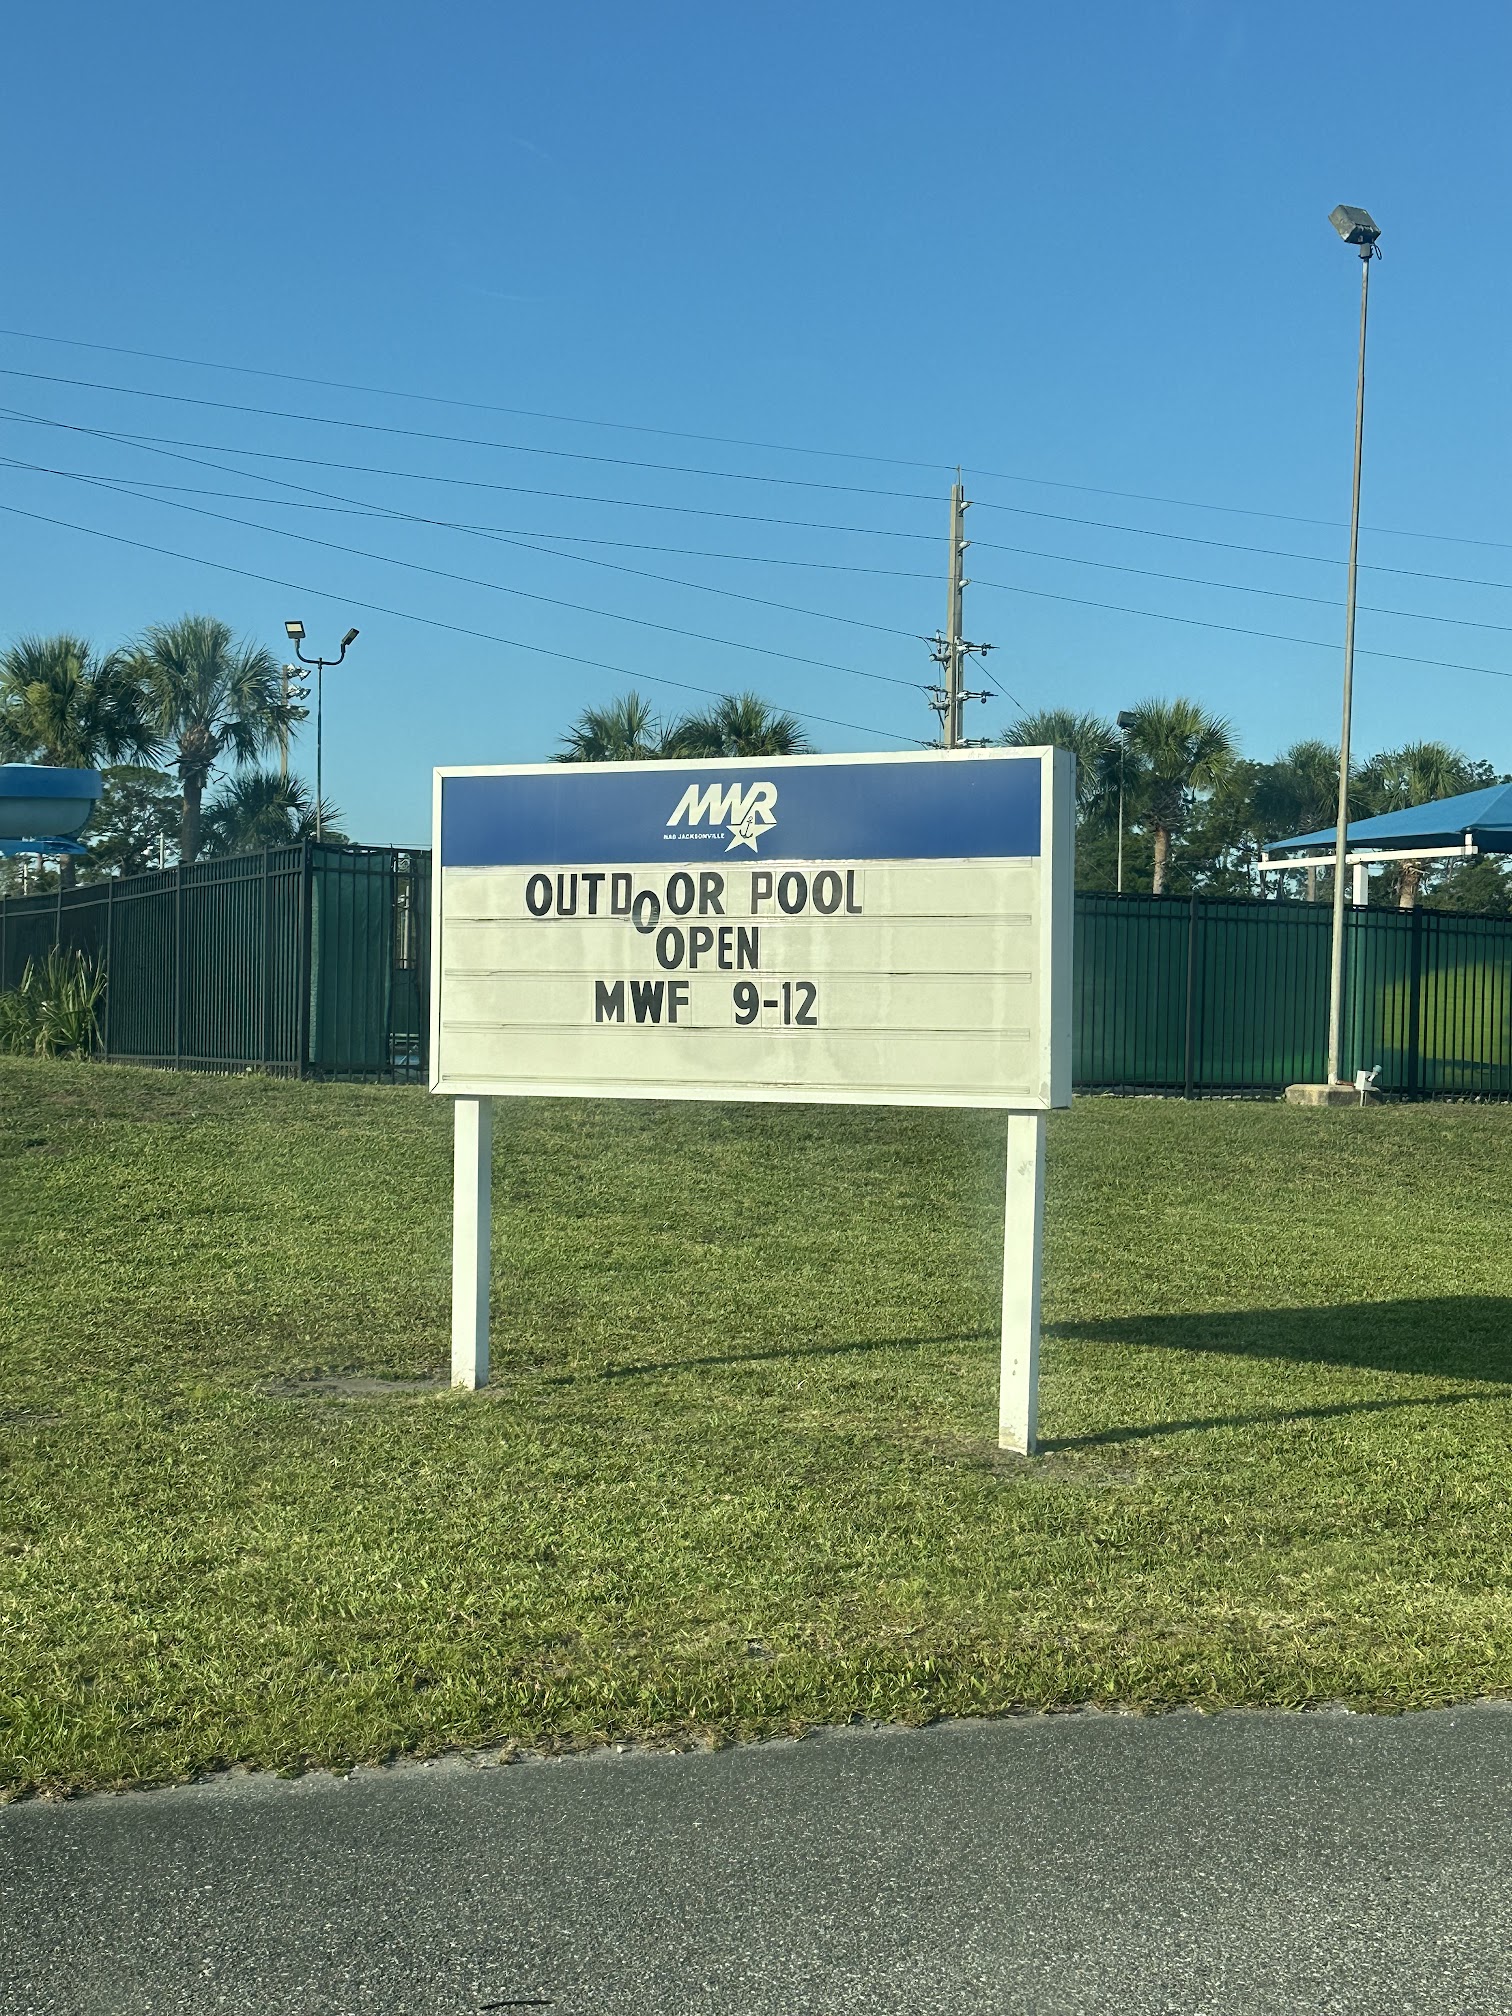 MWR
NAS JACKSONVILLE
OUTDOOR POOL
OPEN
MWF 9-12